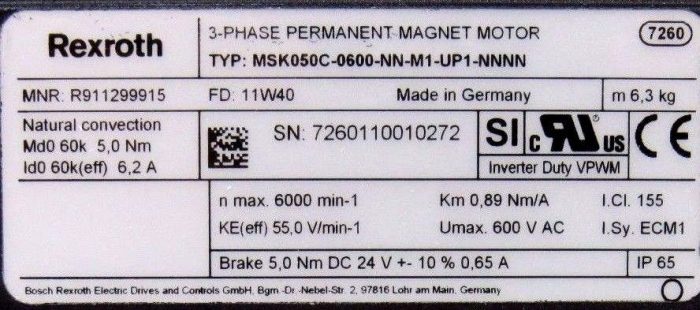 Rexroth
3-PHASE PERMANENT MAGNET MOTOR
7260
TYP: MSK050C-0600-NN-M1-UP1-NNNN
MNR: R911299915 FD: 11W40 Made in Germany m 6,3 kg
Natural convection
Md0 60k 5,0 Nm
Id0 60k(eff) 6,2 A
SN: 7260110010272
SI c RU ® US CE
Inverter Duty VPWM
n max. 6000 min-1 Km 0,89 Nm/A I.Cl. 155
KE(eff) 55,0 V/min-1 Umax. 600 V AC I.Sy. ECM1
Brake 5,0 Nm DC 24 V +- 10 % 0,65 A IP 65
Bosch Rexroth Electric Drives and Controls GmbH, Bgm.-Dr.-Nebel-Str. 2, 97816 Lohr am Main, Germany